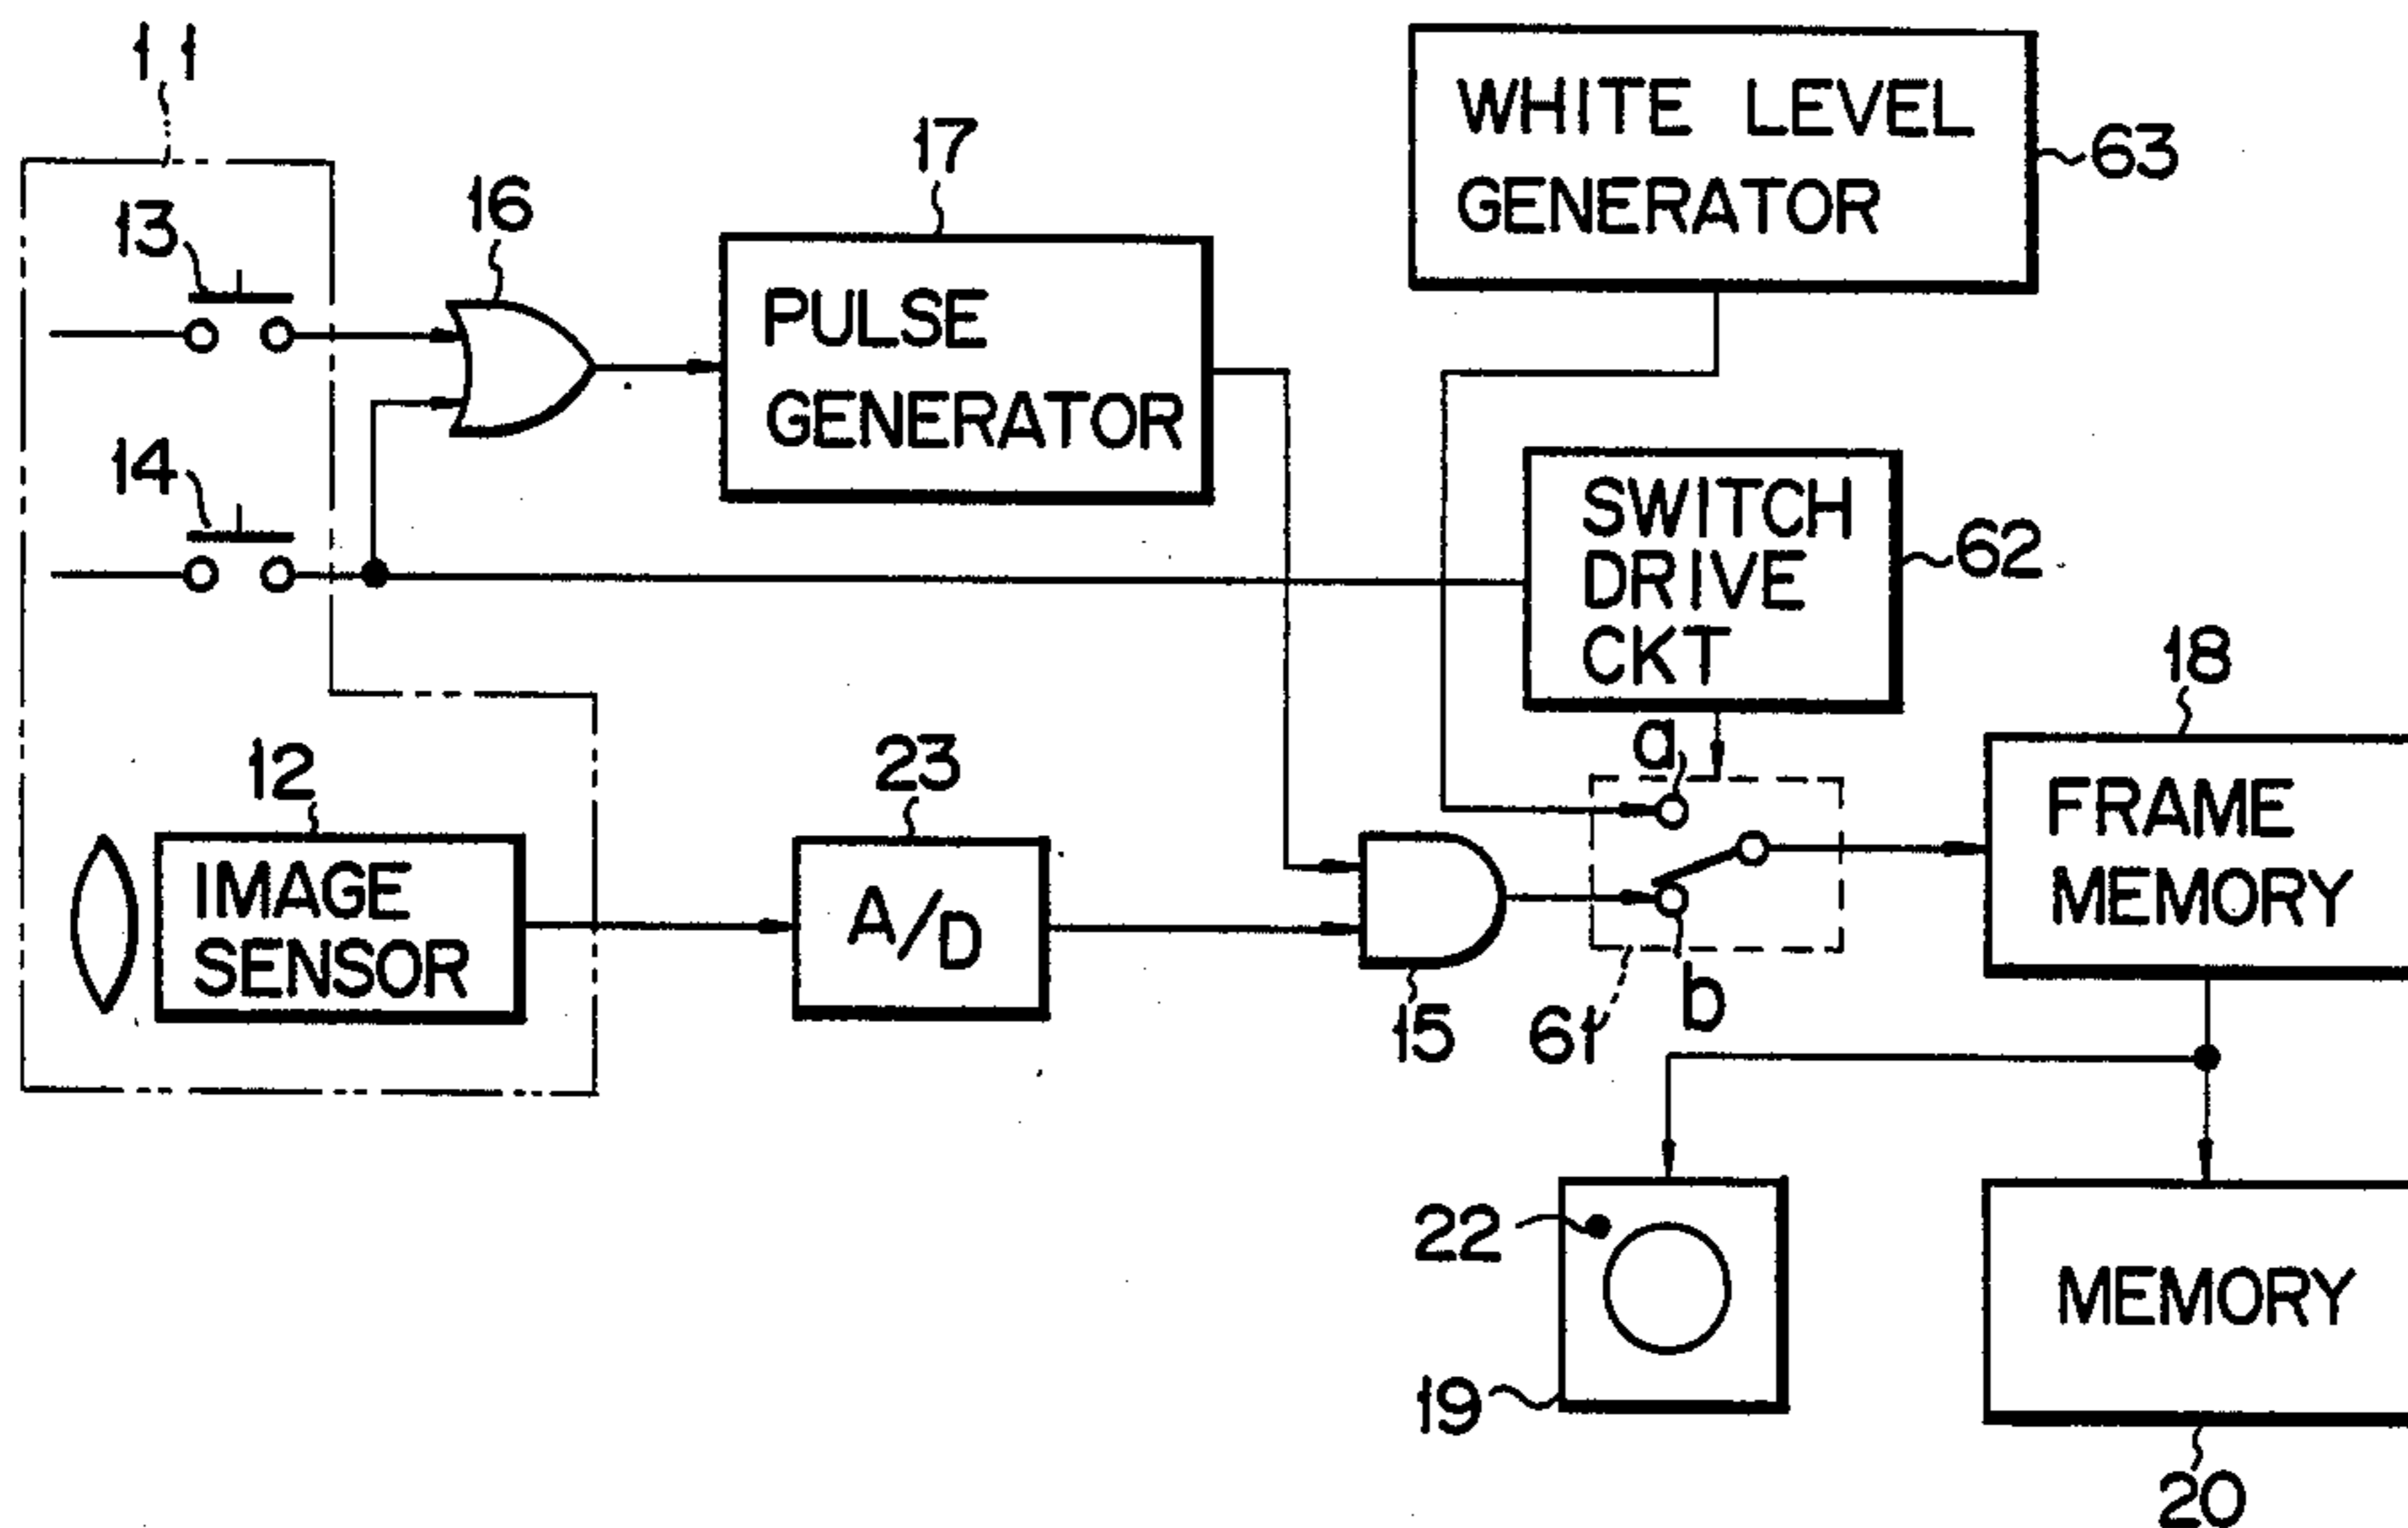 11
WHITE LEVEL
GENERATOR
63
13
16
17
PULSE
GENERATOR
14
SWITCH
DRIVE
CKT
62
18
FRAME
MEMORY
a
12
IMAGE
SENSOR
23
A/D
15
61
b
22
19
MEMORY
20